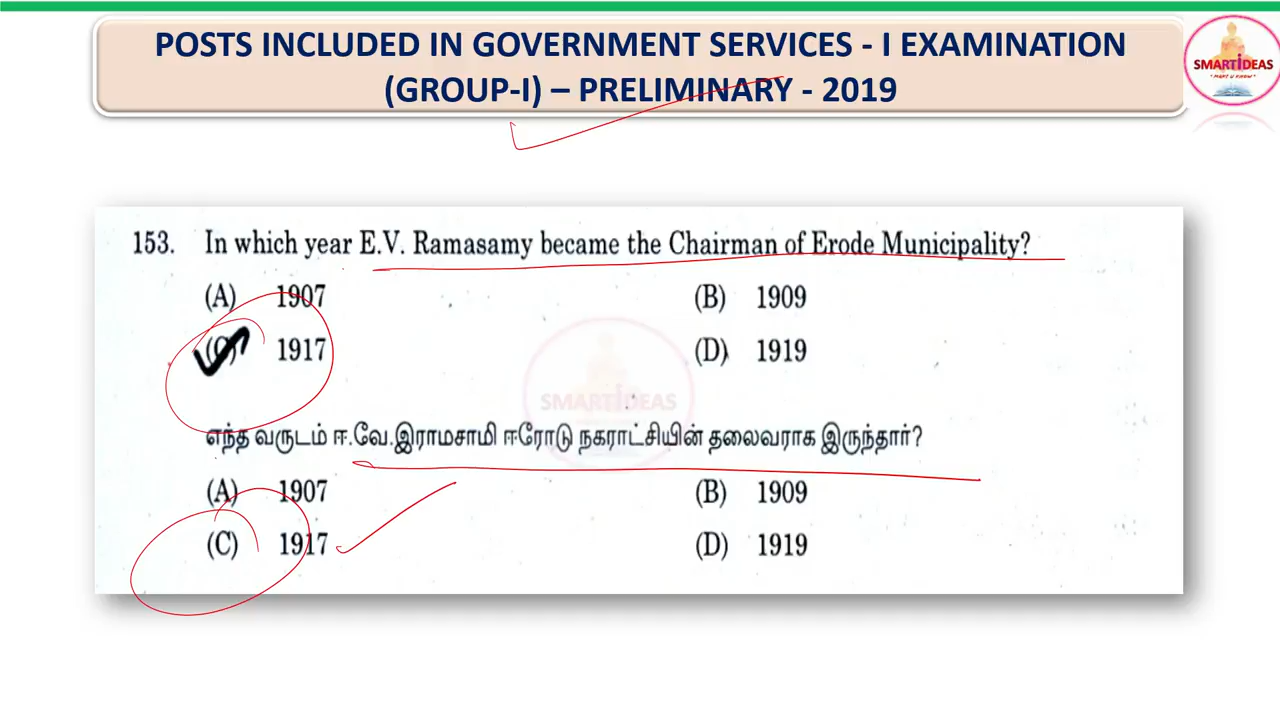 POSTS INCLUDED IN GOVERNMENT SERVICES - I EXAMINATION
(GROUP-I) – PRELIMINARY - 2019
SMARTiDEAS
153. In which year E.V. Ramasamy became the Chairman of Erode Municipality?
(A) 1907 (B) 1909
(C) 1917 (D) 1919
SMARTiDEAS
எந்த வருடம் ஈ.வே.இராமசாமி ஈரோடு நகராட்சியின் தலைவராக இருந்தார்?
(A) 1907 (B) 1909
(C) 1917 (D) 1919